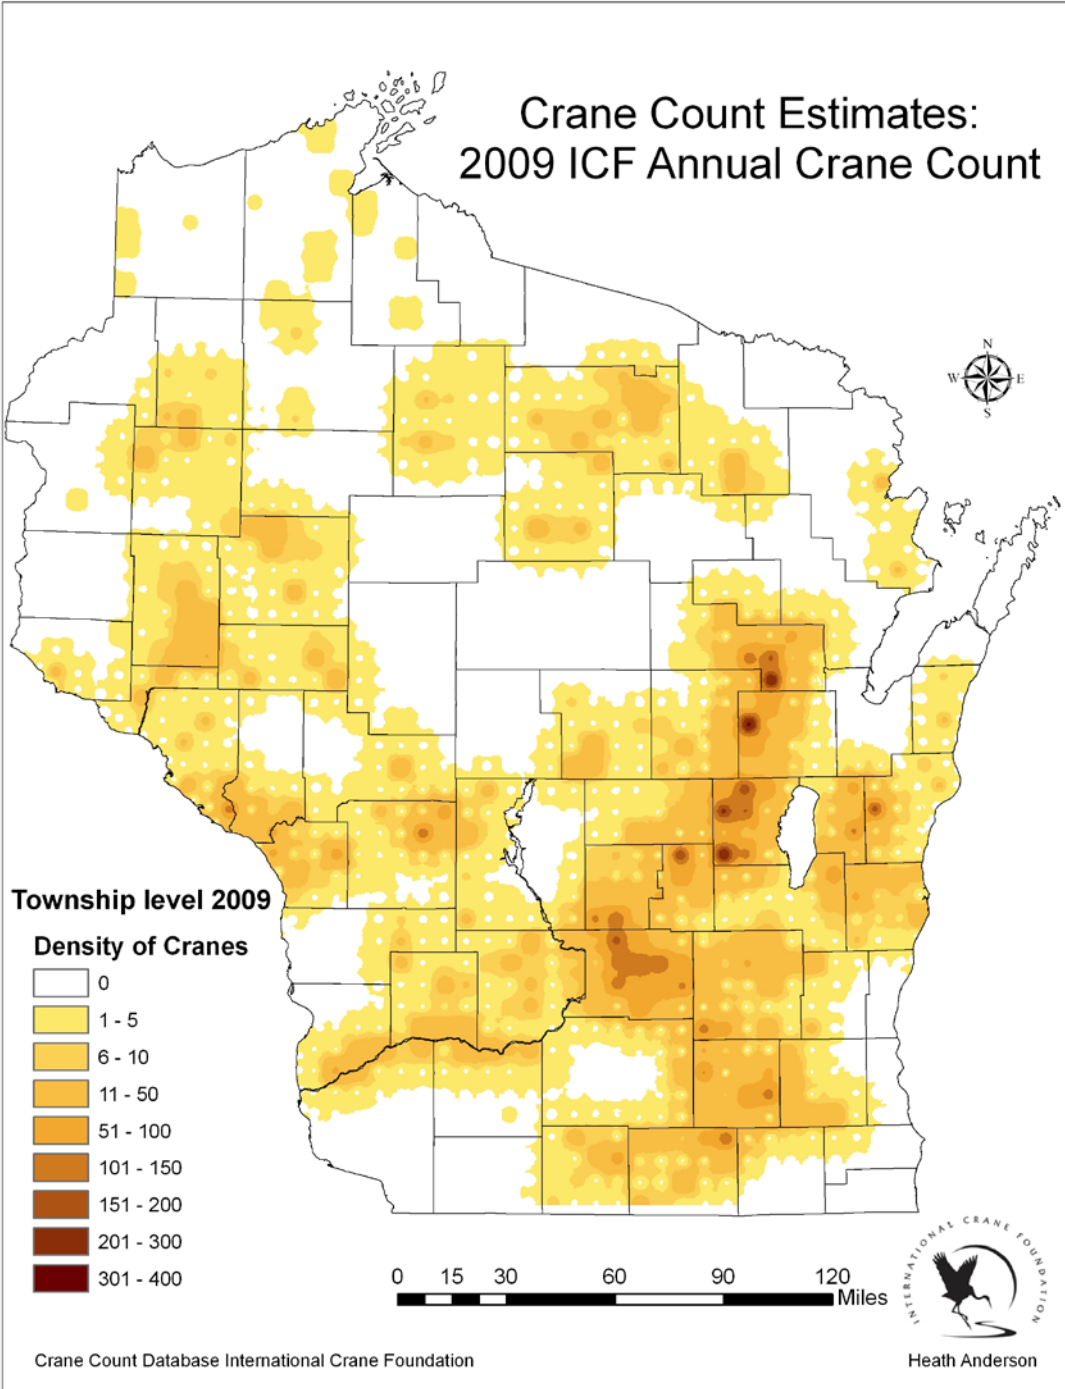 Crane Count Estimates:
2009 ICF Annual Crane Count
N
W E
S
Township level 2009
Density of Cranes
0
1 - 5
6 - 10
11 - 50
51 - 100
101 - 150
151 - 200
201 - 300
301 - 400
0 15 30 60 90 120
Miles
INTERNATIONAL CRANE FOUNDATION
Crane Count Database International Crane Foundation
Heath Anderson